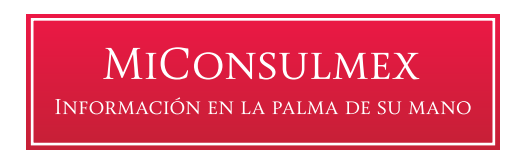 MiConsulmex
Información en la palma de su mano